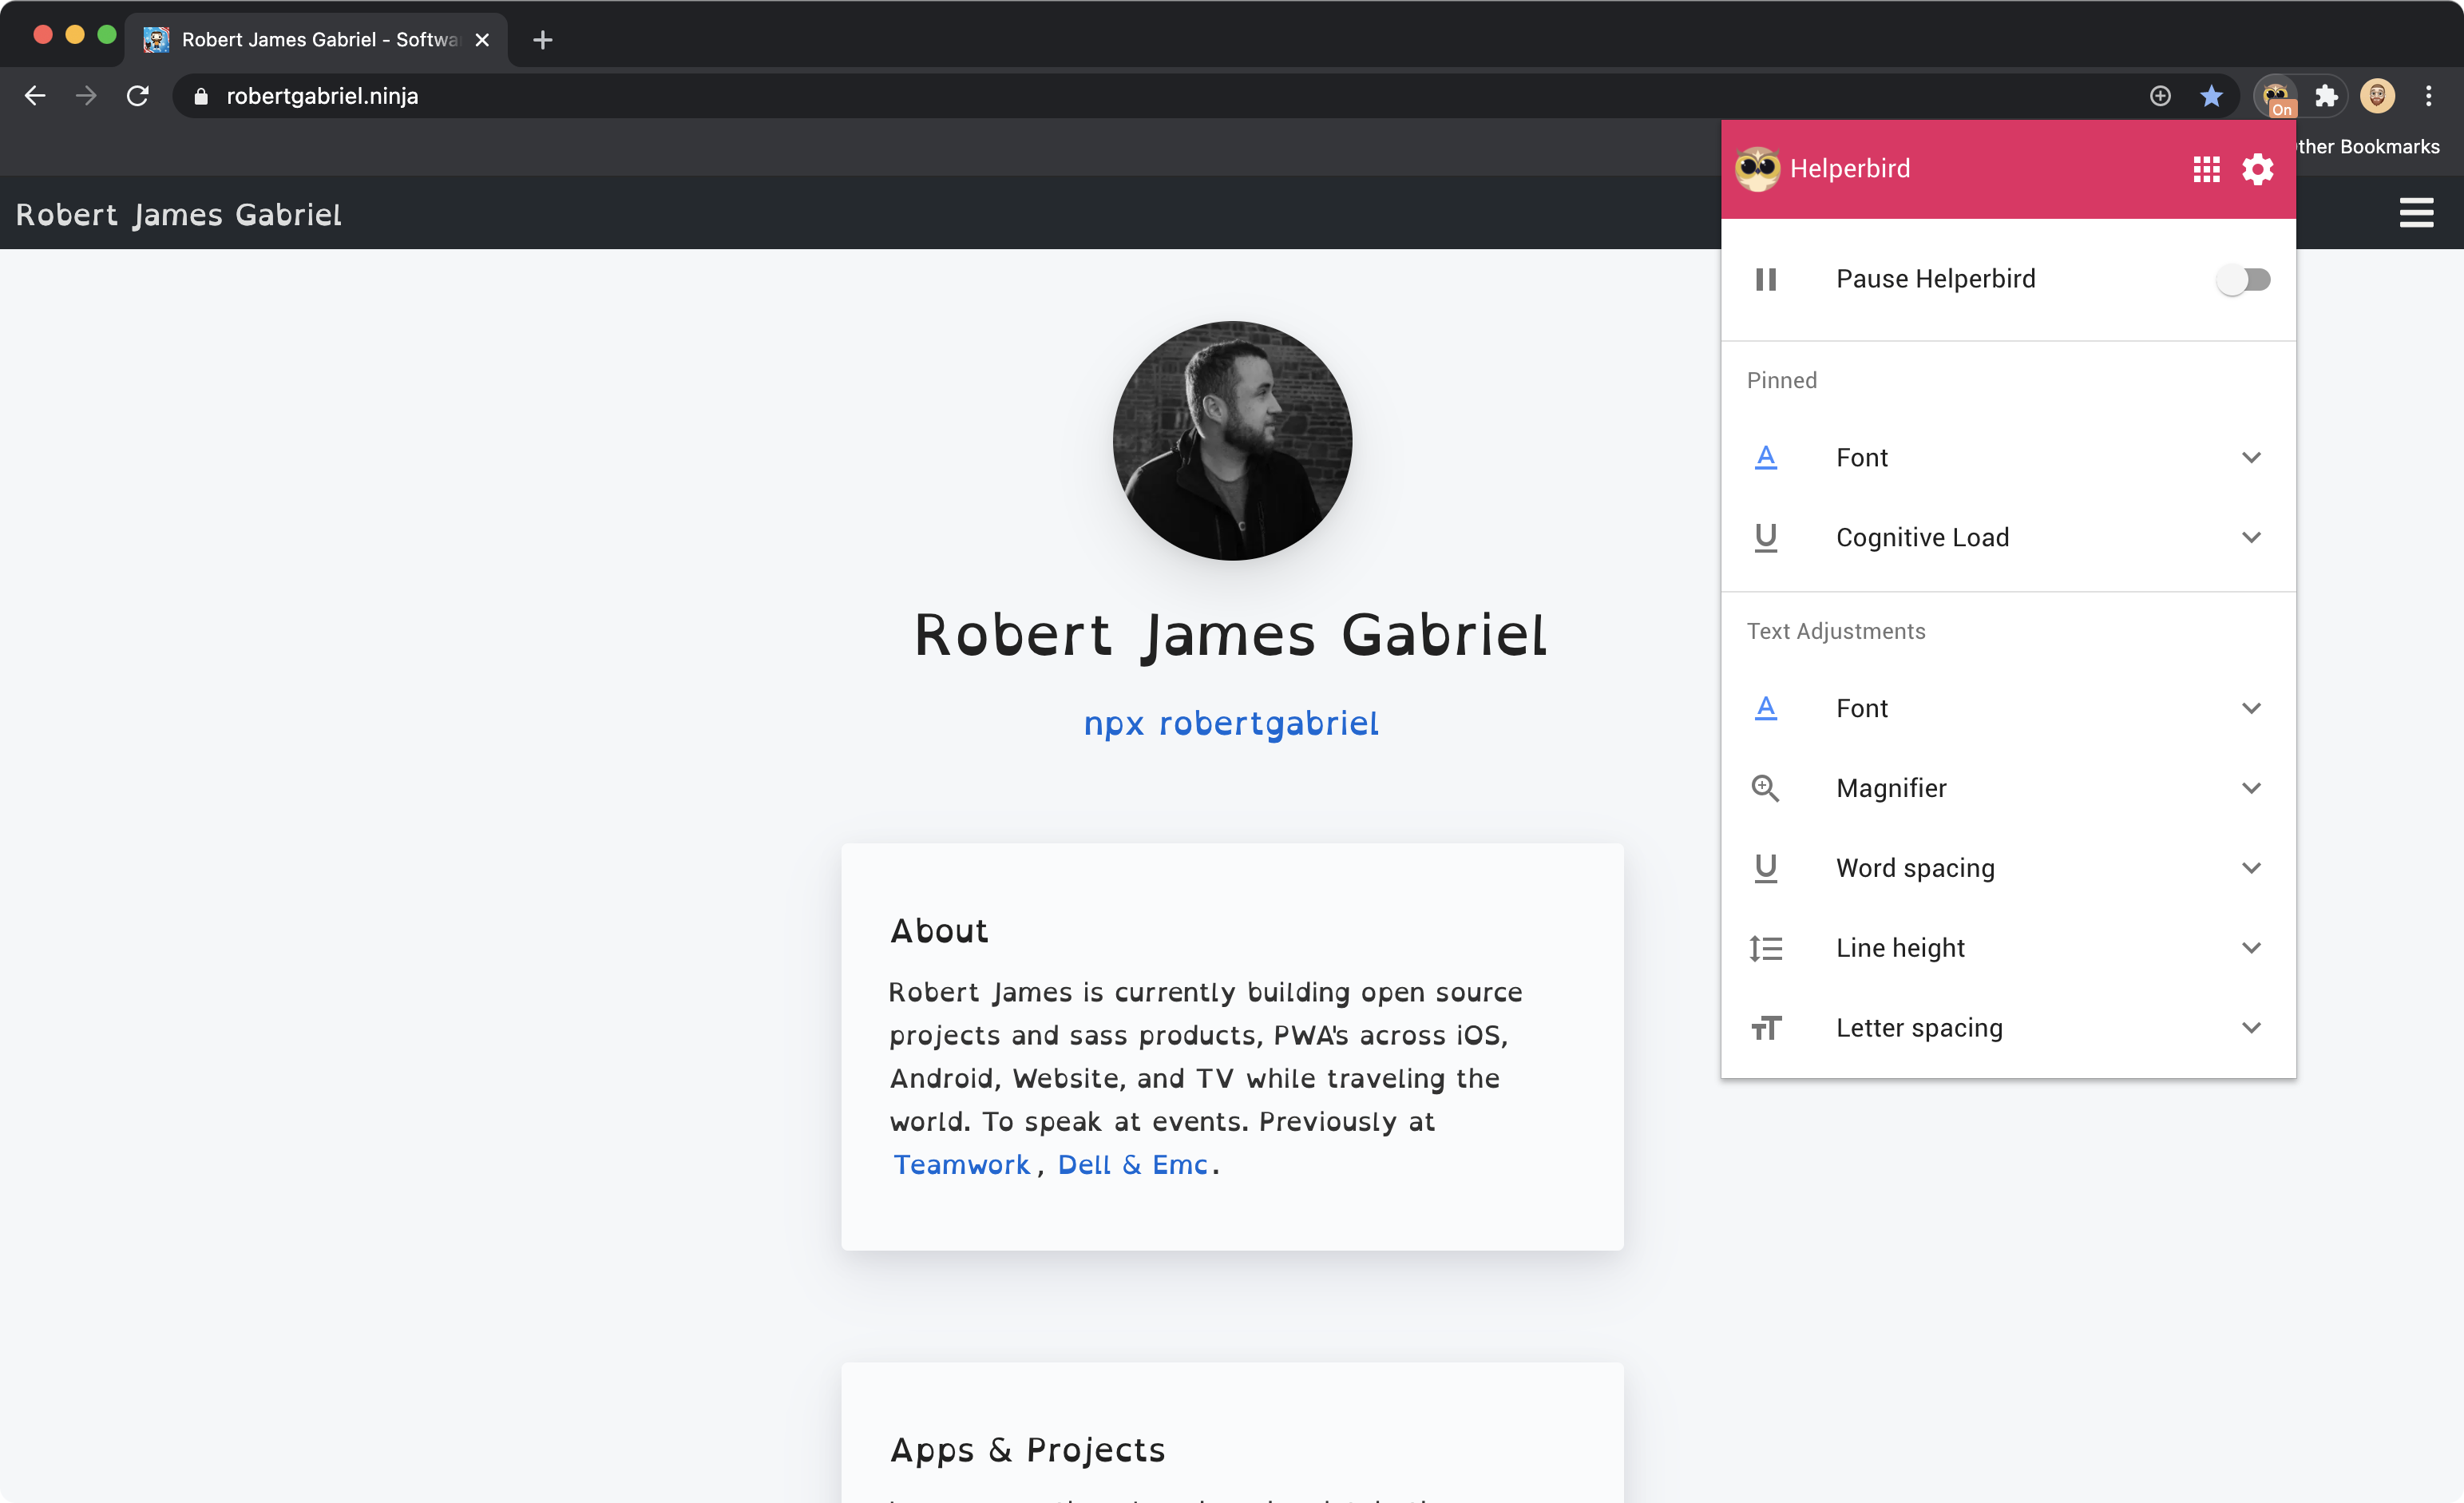 Robert James Gabriel - Softwa
robertgabriel.ninja
On
ther Bookmarks
Robert James Gabriel
Helperbird
Pause Helperbird
Pinned
Font
Cognitive Load
Text Adjustments
Font
Magnifier
Word spacing
Line height
Letter spacing
Robert James Gabriel
npx robertgabriel
About
Robert James is currently building open source
projects and sass products, PWA's across iOS,
Android, Website, and TV while traveling the
world. To speak at events. Previously at
Teamwork , Dell & Emc .
Apps & Projects